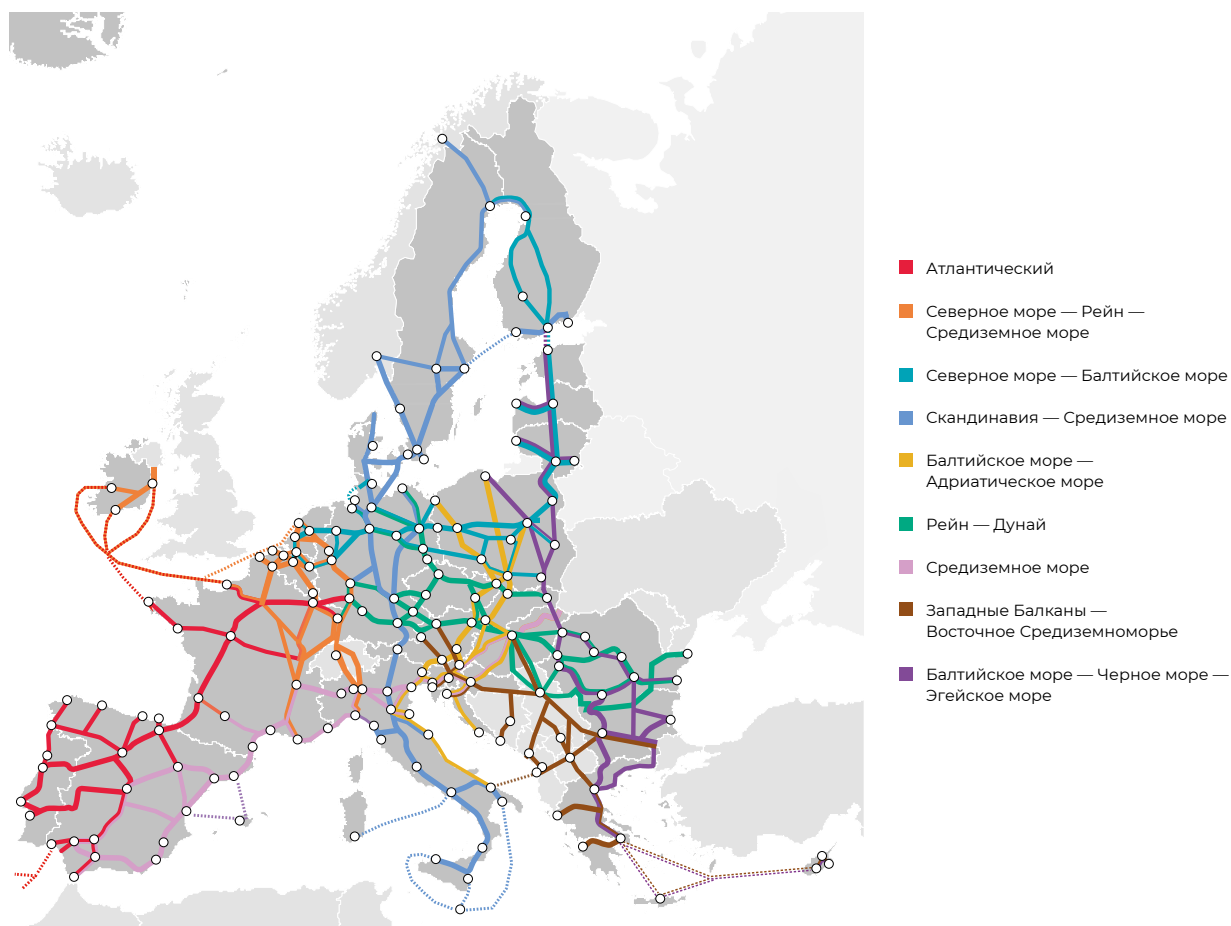 Атлантический
Северное море — Рейн —
Средиземное море
Северное море — Балтийское море
Скандинавия — Средиземное море
Балтийское море —
Адриатическое море
Рейн — Дунай
Средиземное море
Западные Балканы —
Восточное Средиземноморье
Балтийское море — Черное море —
Эгейское море